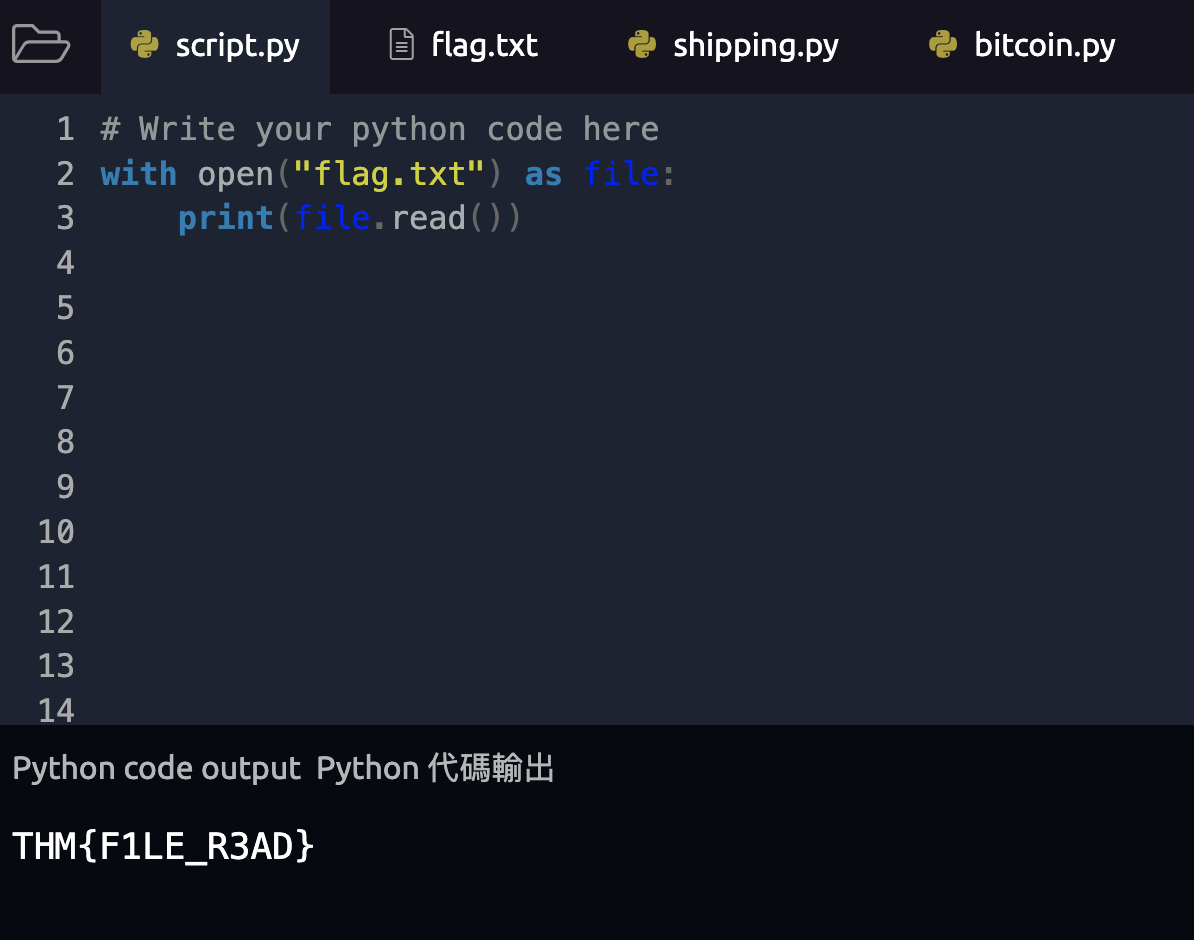 script.py flag.txt shipping.py bitcoin.py
1 # Write your python code here
2 with open("flag.txt") as file:
3     print(file.read())
4
5
6
7
8
9
10
11
12
13
14
Python code output Python 代碼輸出
THM{F1LE_R3AD}